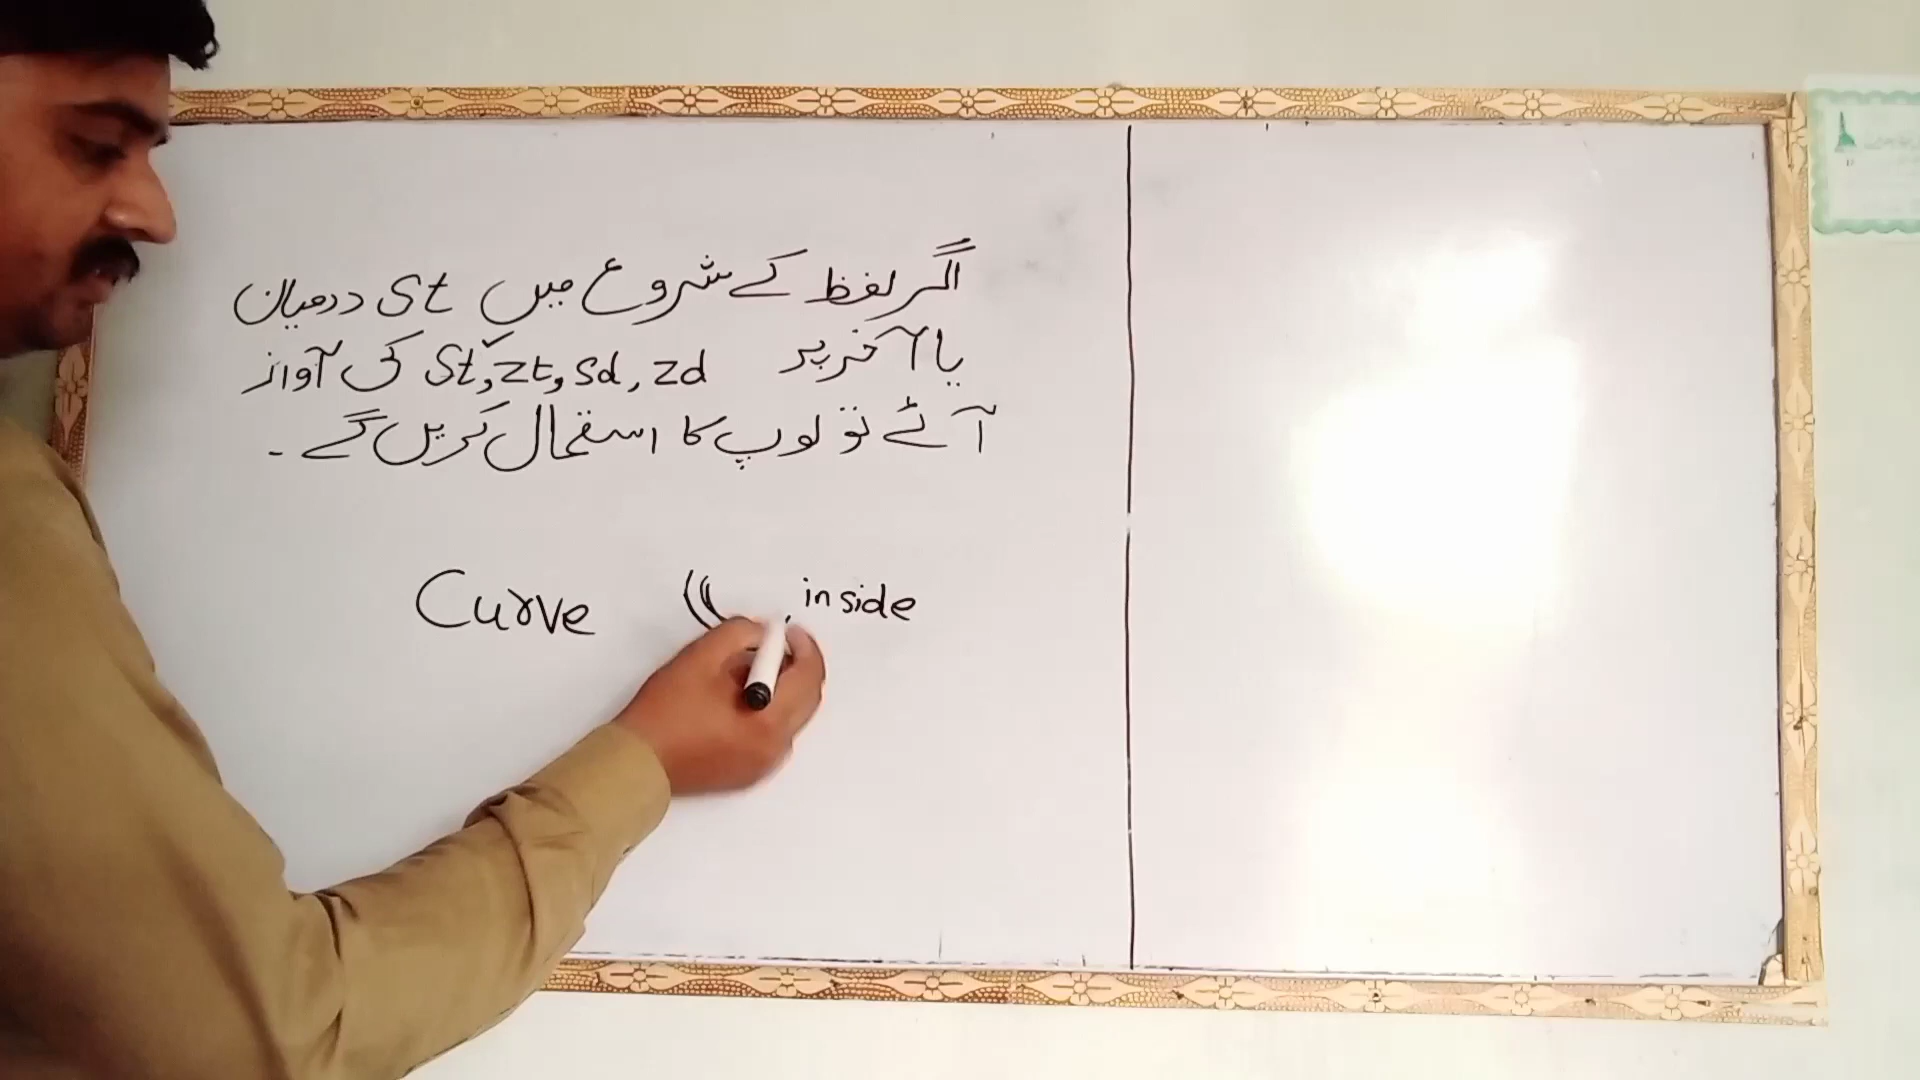 اگر لفظ کے شروع میں St درمیان
یا آخر پر St, zt, sd, zd کی آواز
آئے تو لوپ کا استعمال کریں گے ۔
Curve inside